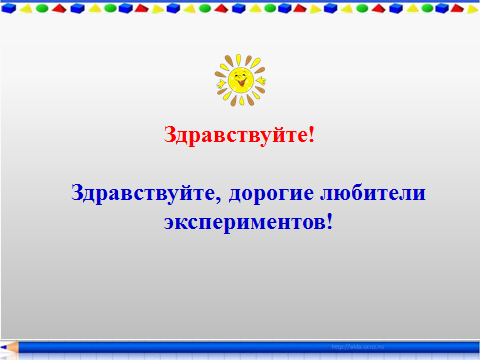 Здравствуйте!
Здравствуйте, дорогие любители
экспериментов!